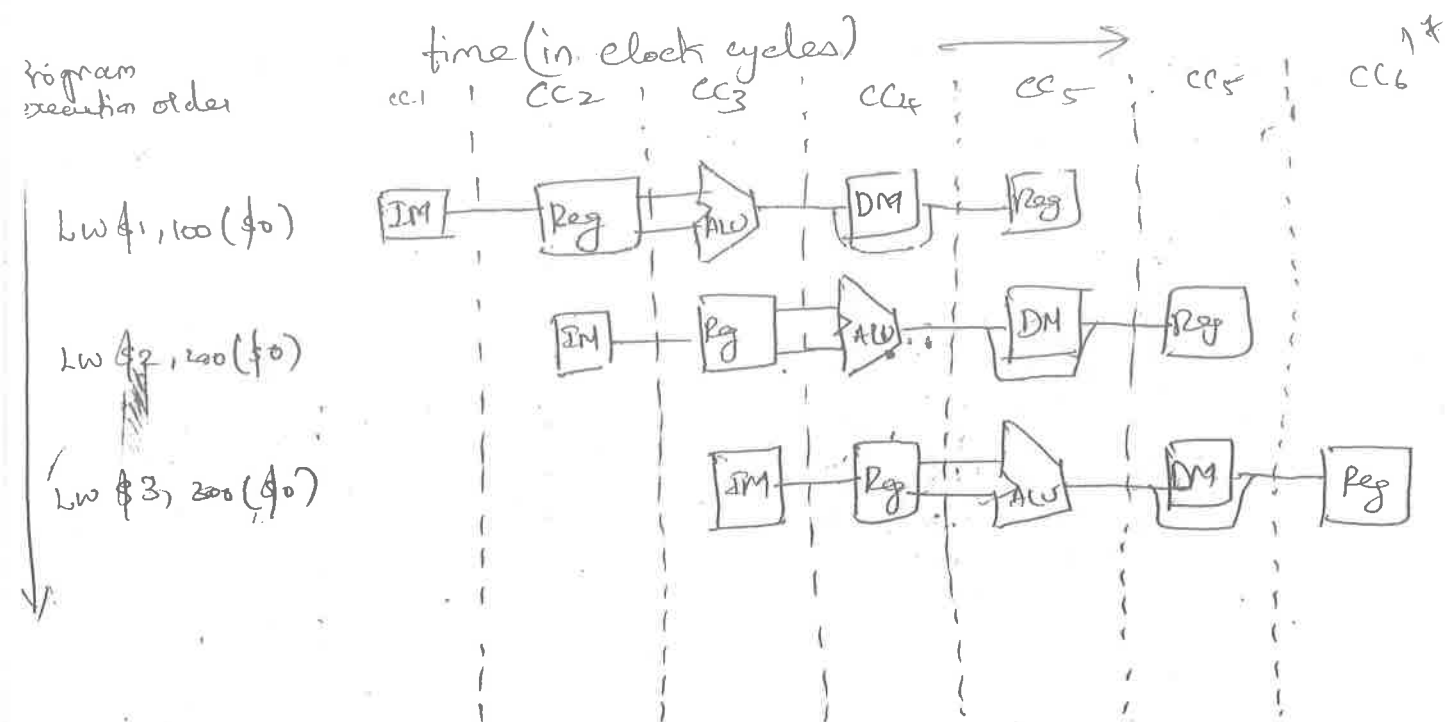 time (in clock cycles)
Program
execution order
CC1 CC2 CC3 CC4 CC5 CC5 CC6
LW $1, 100($0) IM Reg ALU DM Reg
LW $2, 200($0) IM Reg ALU DM Reg
LW $3, 300($0) IM Reg ALU DM Reg